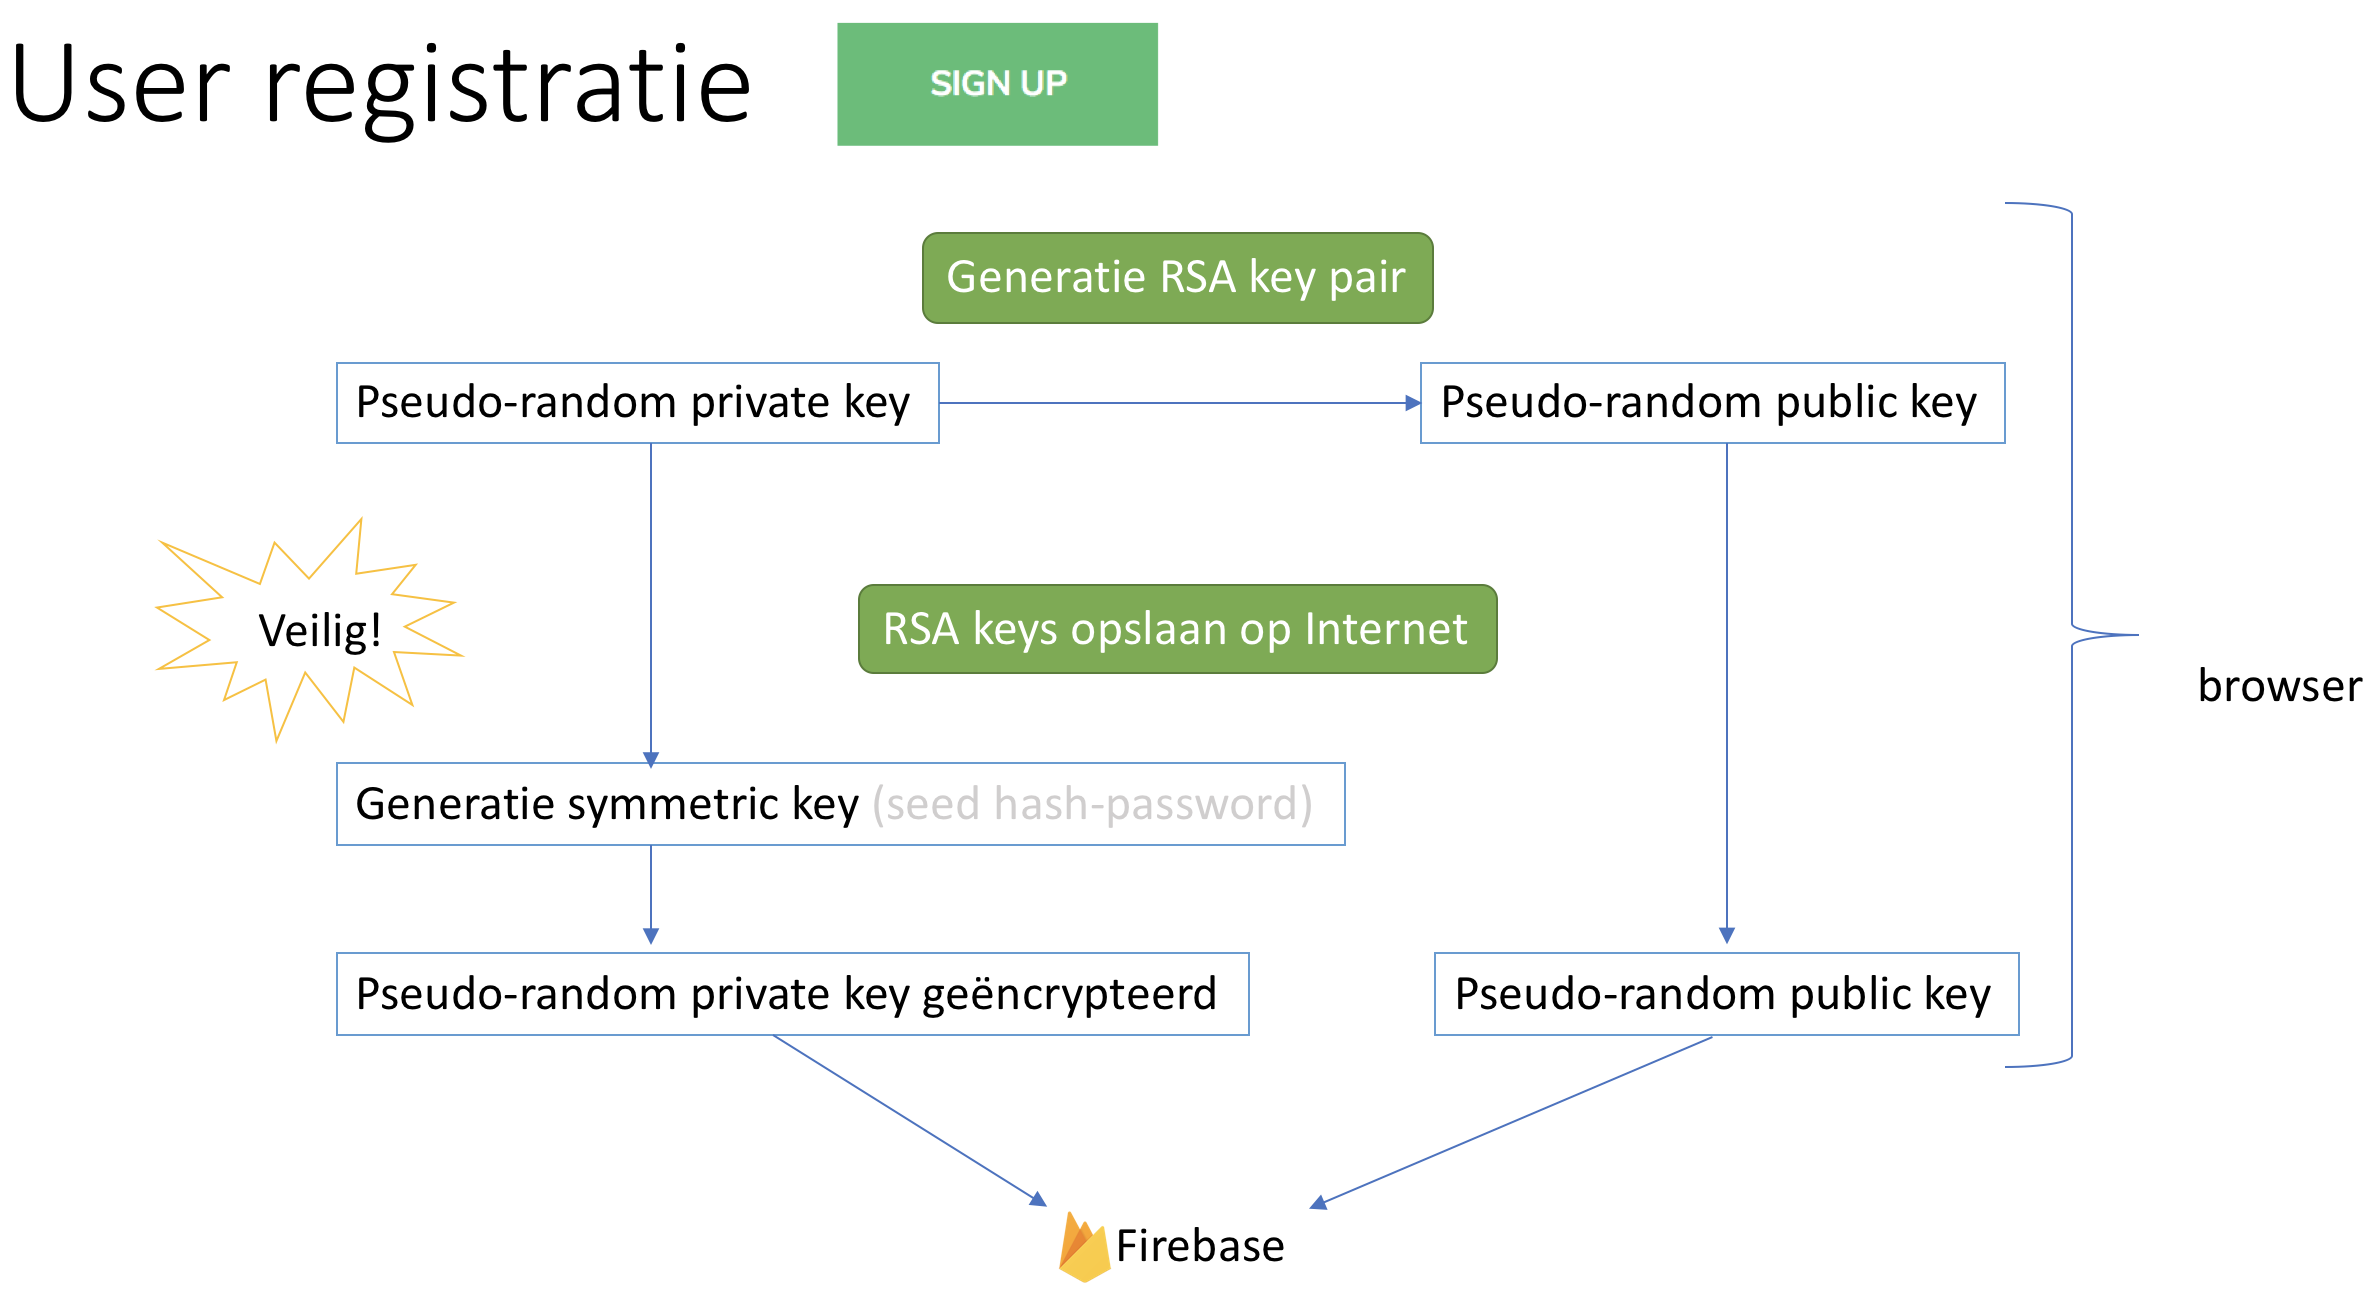 User registratie
SIGN UP
Generatie RSA key pair
Pseudo-random private key
Pseudo-random public key
Veilig!
RSA keys opslaan op Internet
browser
Generatie symmetric key (seed hash-password)
Pseudo-random private key geëncrypteerd
Pseudo-random public key
Firebase